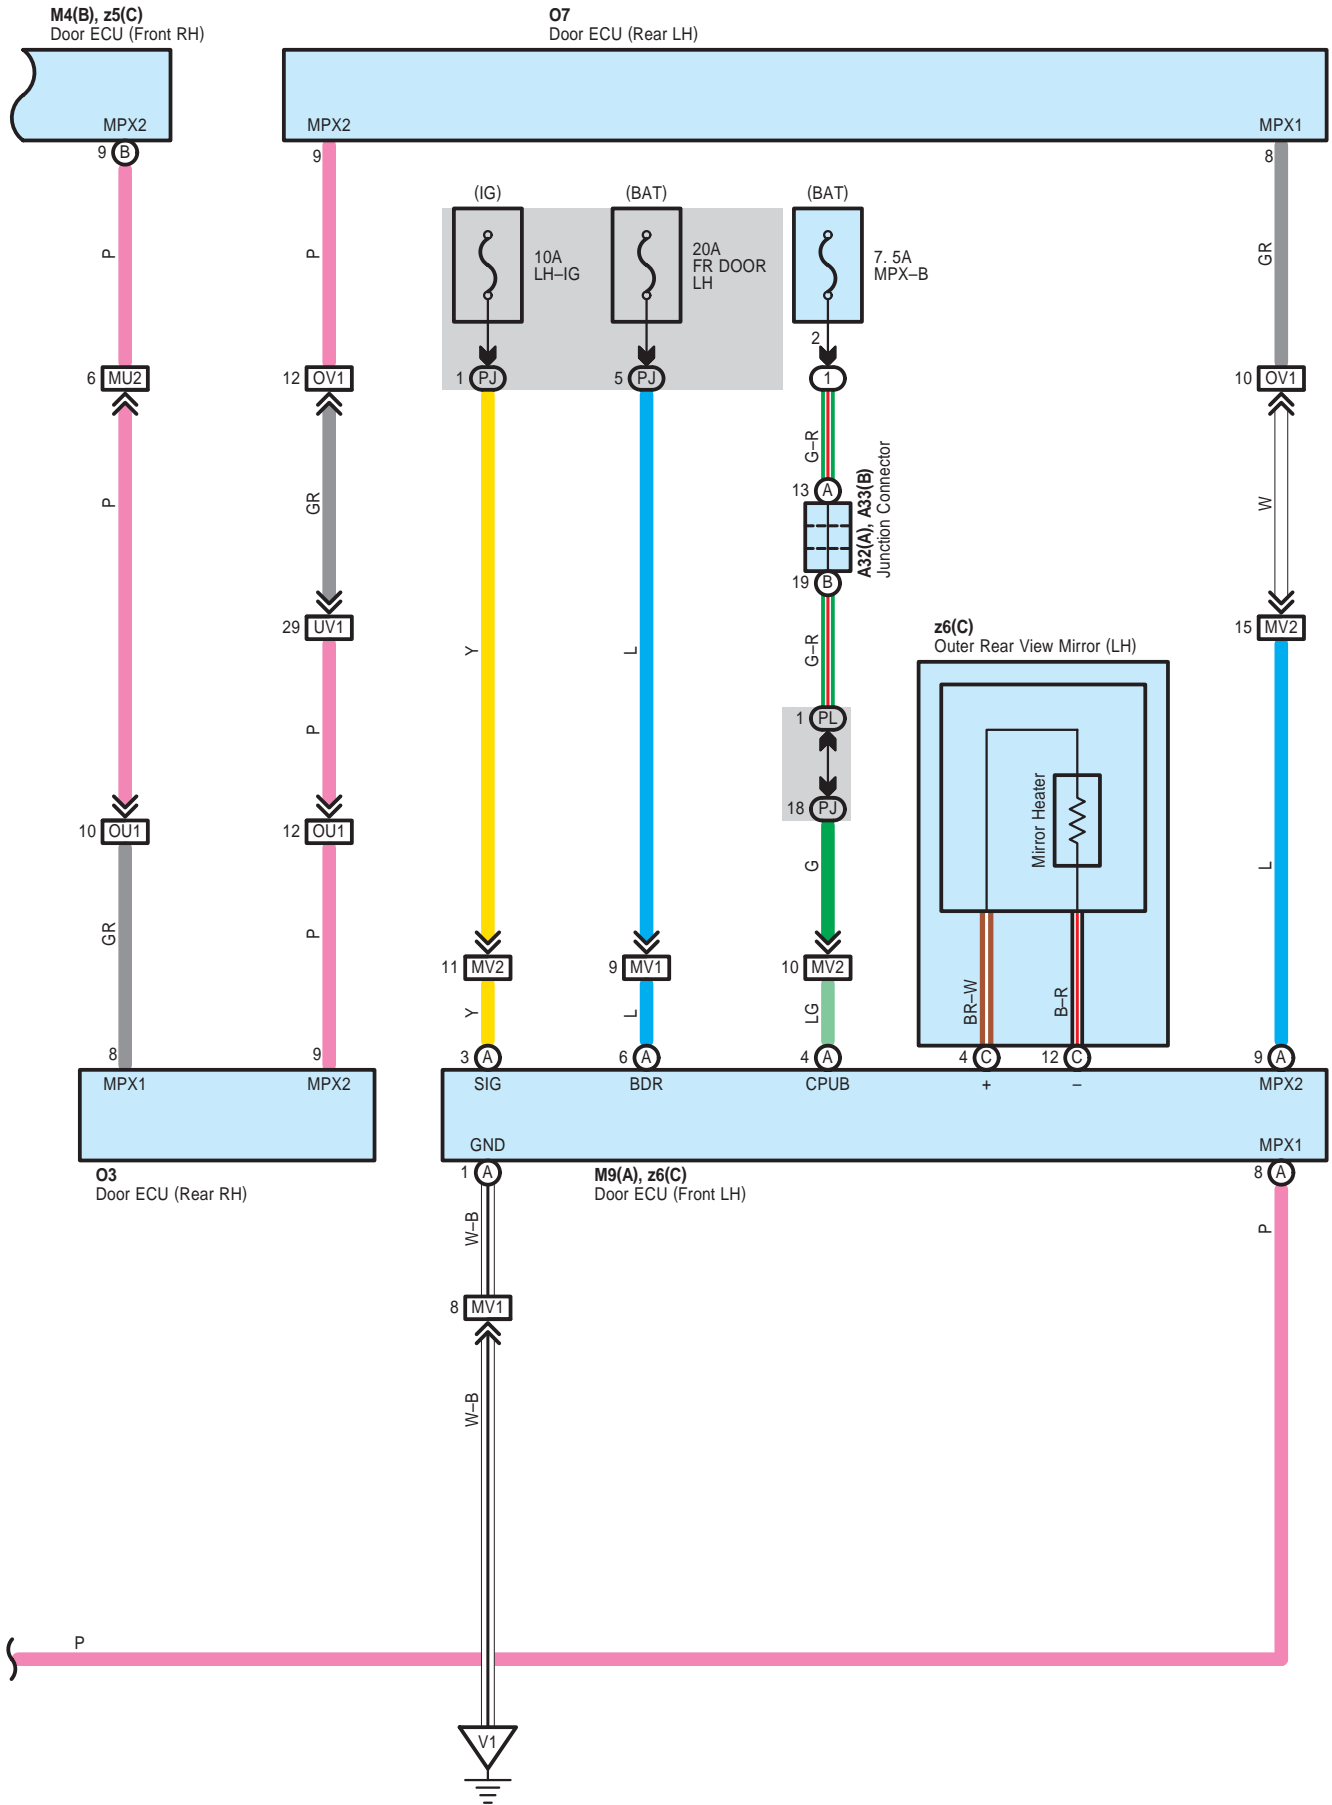 M4(B), z5(C)
Door ECU (Front RH)
O7
Door ECU (Rear LH)
MPX2
MPX2
MPX1
9 B
9
8
(IG)
(BAT)
(BAT)
P
P
10A
LH–IG
20A
FR DOOR
LH
7. 5A
MPX–B
GR
2
6 MU2
12 OV1
1 PJ
5 PJ
1
10 OV1
G–R
P
GR
13 A
A32(A), A33(B)
Junction Connector
W
19 B
29 UV1
15 MV2
Y
L
G–R
z6(C)
Outer Rear View Mirror (LH)
P
1 PL
18 PJ
Mirror Heater
10 OU1
12 OU1
G
L
GR
P
11 MV2
9 MV1
10 MV2
Y
L
LG
BR–W
B–R
8
9
3 A
6 A
4 A
4 C
12 C
9 A
MPX1
MPX2
SIG
BDR
CPUB
+
–
MPX2
GND
MPX1
O3
Door ECU (Rear RH)
1 A
M9(A), z6(C)
Door ECU (Front LH)
8 A
W–B
P
8 MV1
W–B
P
V1